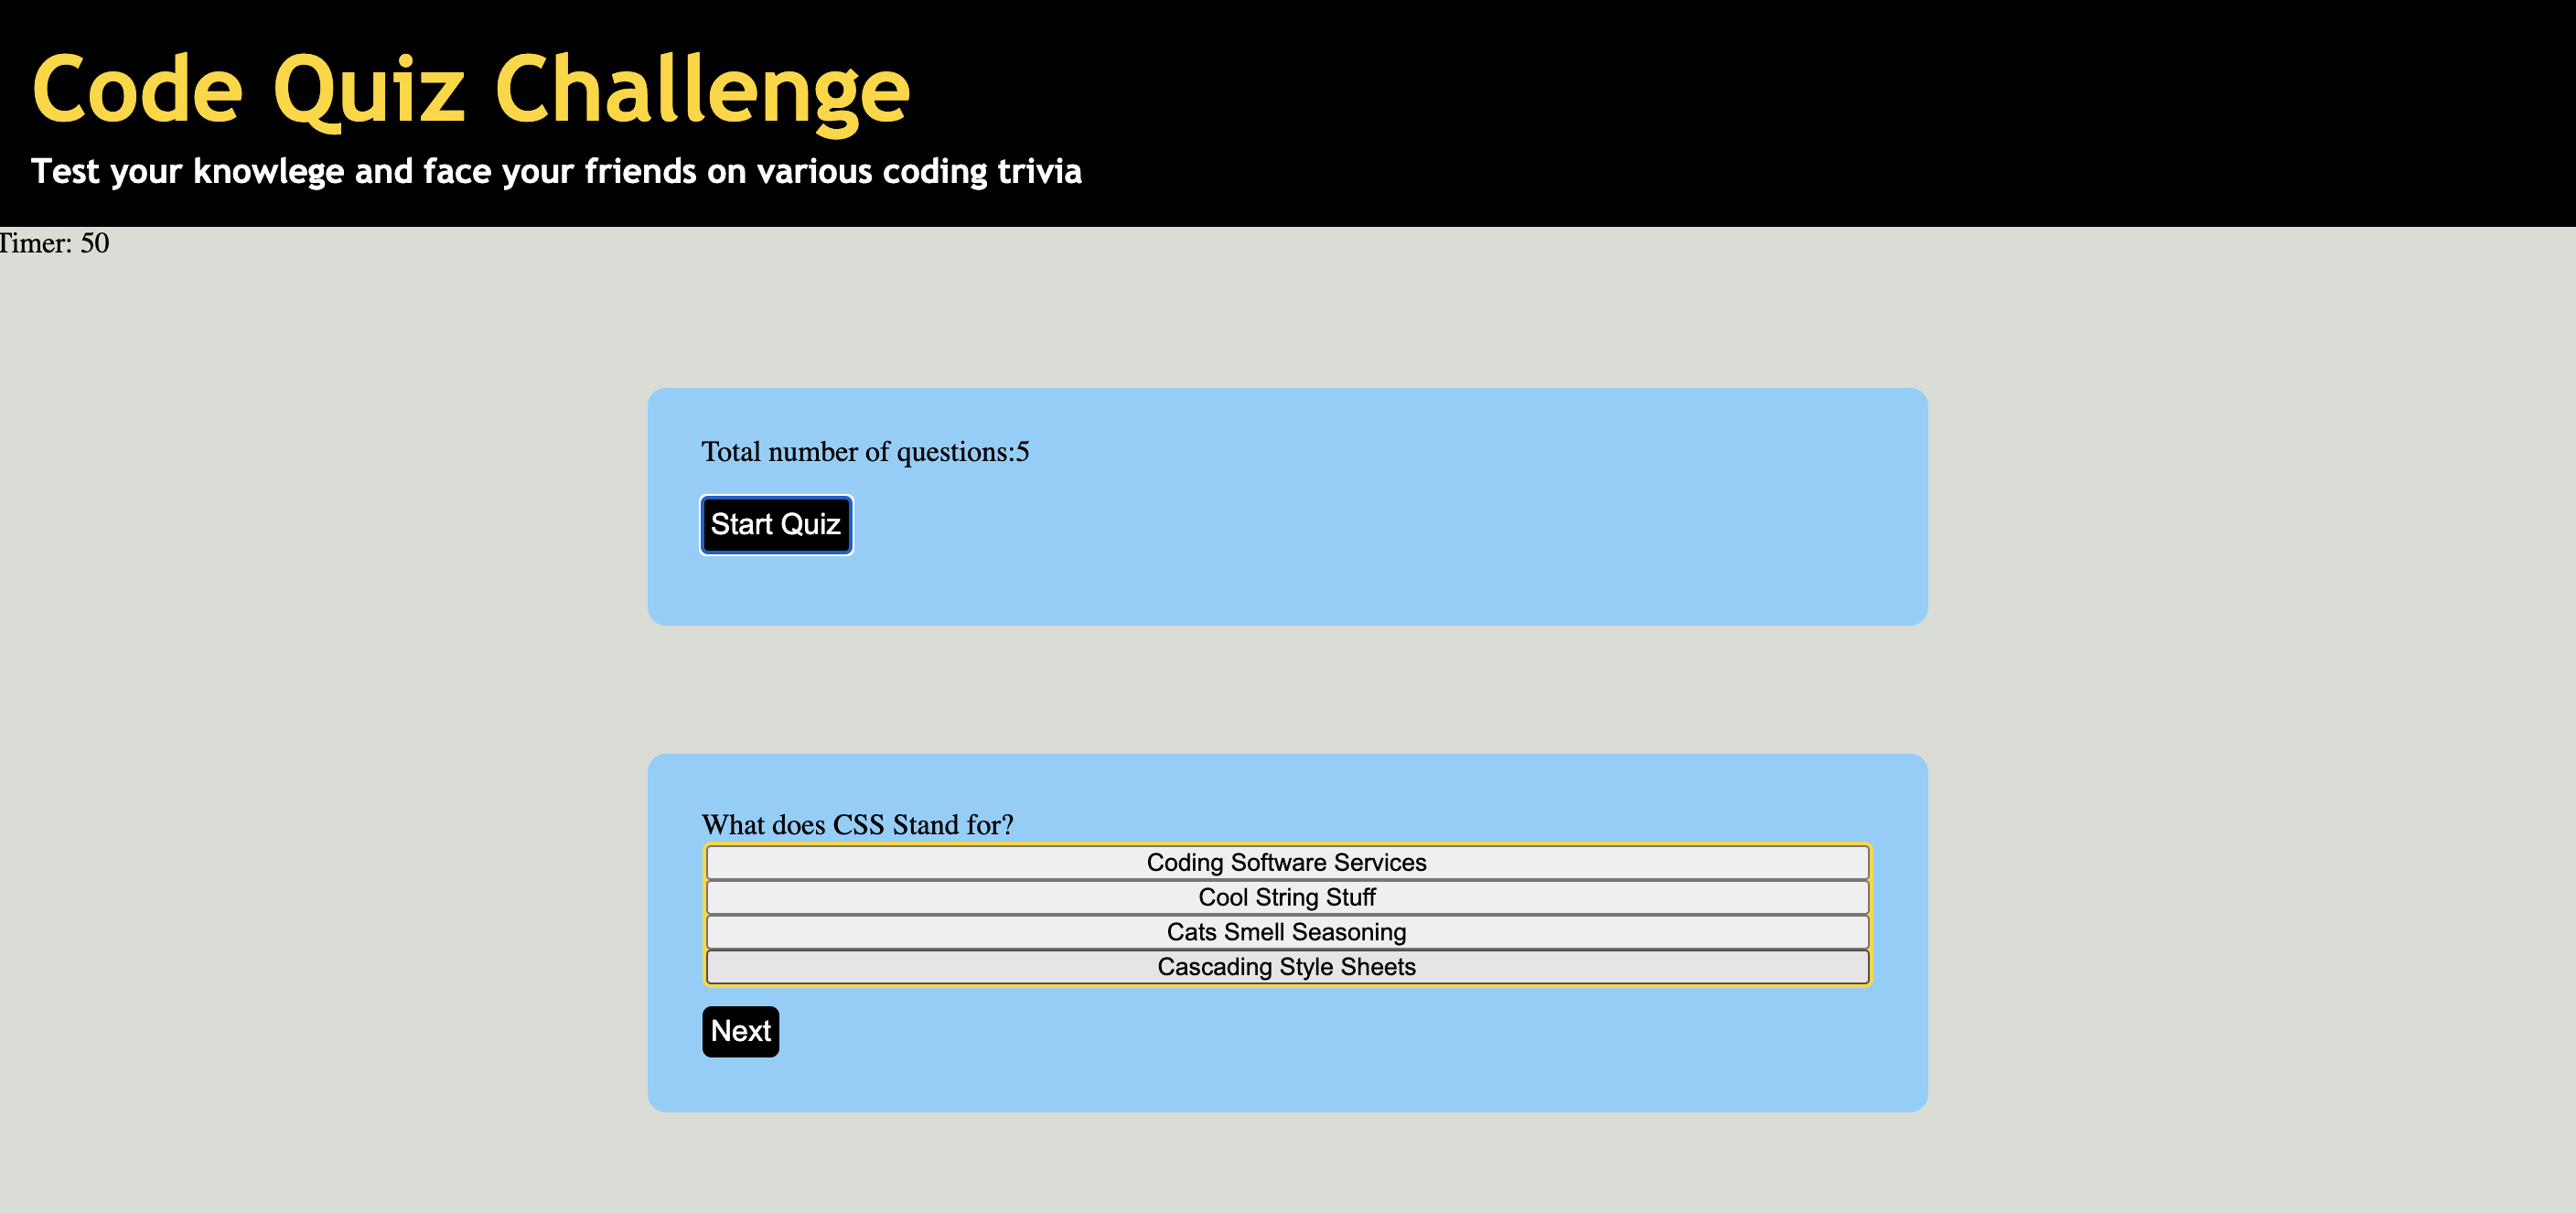 Code Quiz Challenge
Test your knowlege and face your friends on various coding trivia
Timer: 50
Total number of questions:5
Start Quiz
What does CSS Stand for?
Coding Software Services
Cool String Stuff
Cats Smell Seasoning
Cascading Style Sheets
Next